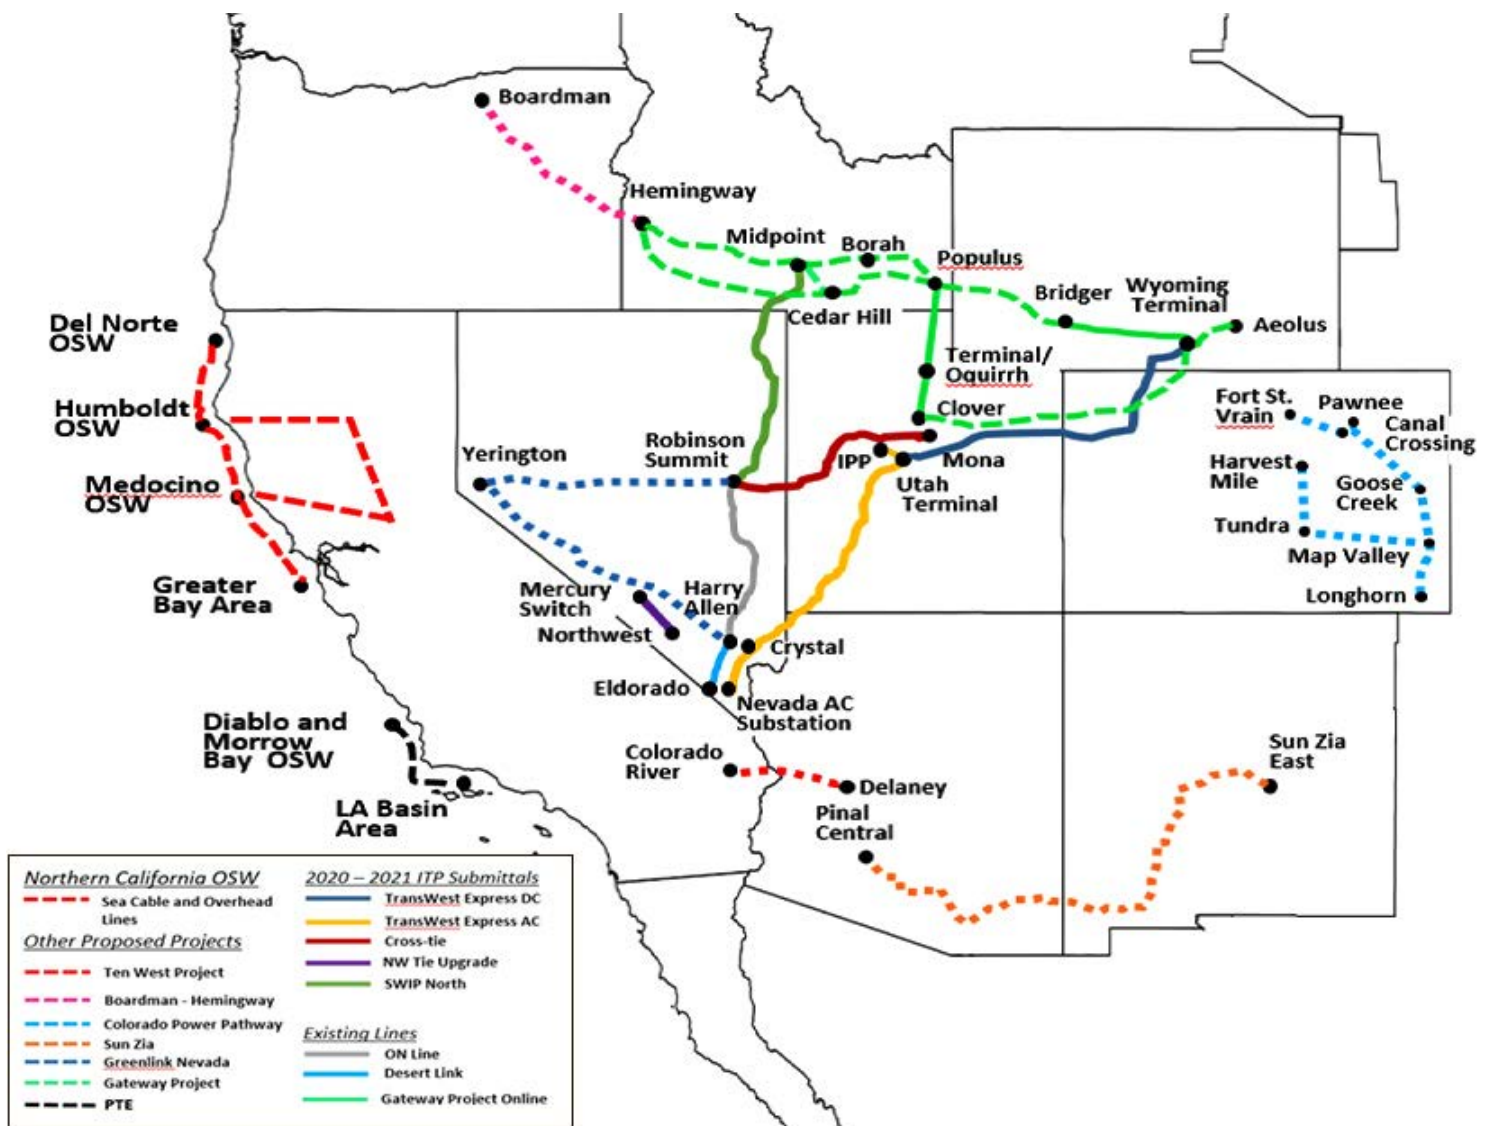 Boardman
Hemingway
Midpoint
Borah
Populus
Bridger
Wyoming
Terminal
Aeolus
Cedar Hill
Del Norte
OSW
Humboldt
OSW
Medocino
OSW
Greater
Bay Area
Yerington
Robinson
Summit
Terminal/
Oquirrh
Clover
IPP
Mona
Utah
Terminal
Fort St.
Vrain
Pawnee
Canal
Crossing
Harvest
Mile
Goose
Creek
Tundra
Map Valley
Longhorn
Mercury
Switch
Harry
Allen
Northwest
Crystal
Eldorado
Nevada AC
Substation
Diablo and
Morrow
Bay OSW
LA Basin
Area
Colorado
River
Delaney
Pinal
Central
Sun Zia
East
Northern California OSW
Sea Cable and Overhead
Lines
Other Proposed Projects
Ten West Project
Boardman - Hemingway
Colorado Power Pathway
Sun Zia
Greenlink Nevada
Gateway Project
PTE
2020 – 2021 ITP Submittals
TransWest Express DC
TransWest Express AC
Cross-tie
NW Tie Upgrade
SWIP North
Existing Lines
ON Line
Desert Link
Gateway Project Online